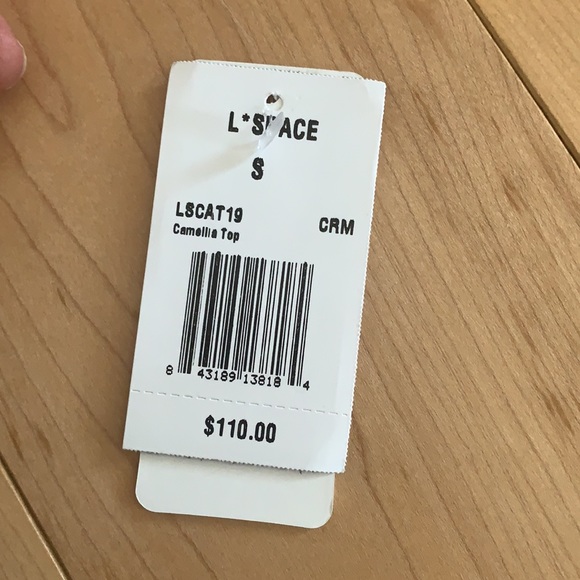 L*SPACE
S
LSCAT19
CRM
Camellia Top
8 43189 13818 4
$110.00